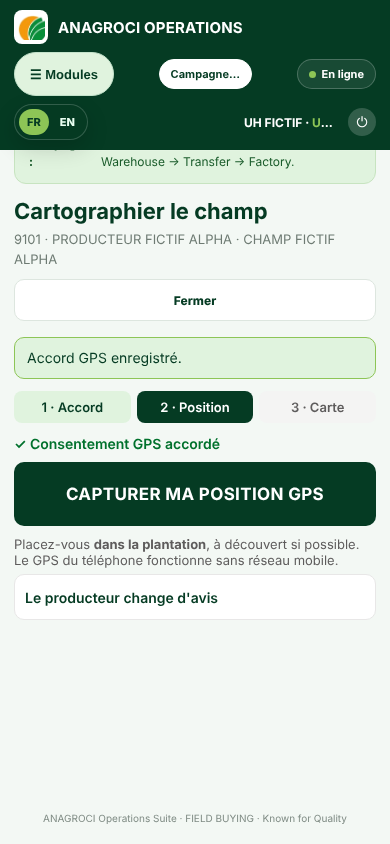 ANAGROCI OPERATIONS
☰ Modules
Campagne...
En ligne
FR EN
UH FICTIF · U...
: Warehouse → Transfer → Factory.
Cartographier le champ
9101 · PRODUCTEUR FICTIF ALPHA · CHAMP FICTIF
ALPHA
Fermer
Accord GPS enregistré.
1 · Accord
2 · Position
3 · Carte
✓ Consentement GPS accordé
CAPTURER MA POSITION GPS
Placez-vous dans la plantation, à découvert si possible.
Le GPS du téléphone fonctionne sans réseau mobile.
Le producteur change d'avis
ANAGROCI Operations Suite · FIELD BUYING · Known for Quality